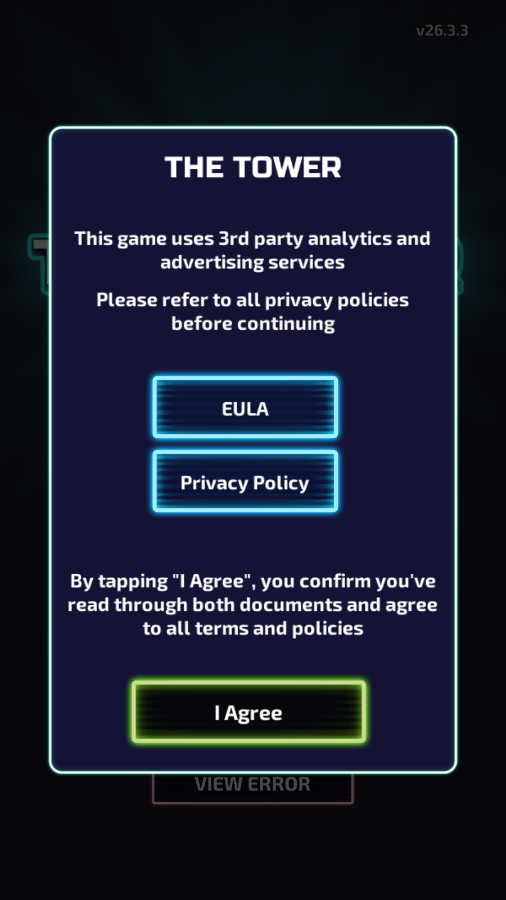 v26.3.3
THE TOWER
This game uses 3rd party analytics and
advertising services
Please refer to all privacy policies
before continuing
EULA
Privacy Policy
By tapping "I Agree", you confirm you've
read through both documents and agree
to all terms and policies
I Agree
VIEW ERROR